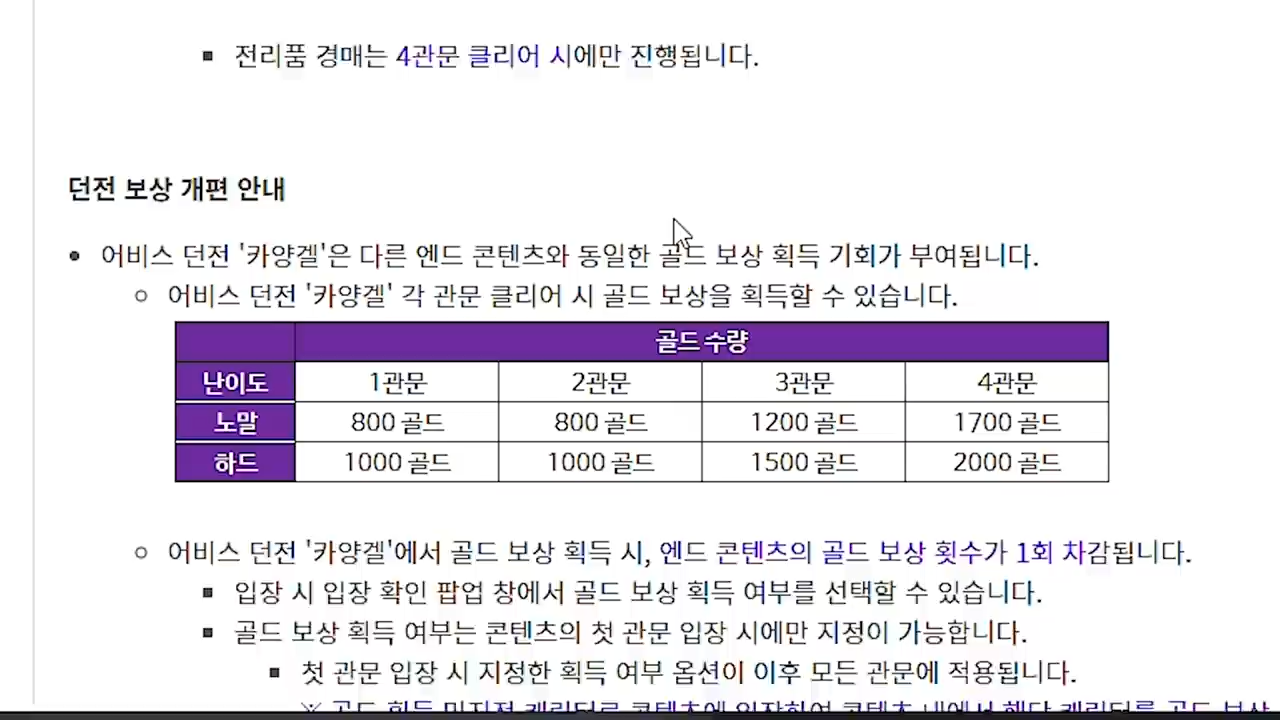 전리품 경매는 4관문 클리어 시에만 진행됩니다.
던전 보상 개편 안내
어비스 던전 '카양겔'은 다른 엔드 콘텐츠와 동일한 골드 보상 획득 기회가 부여됩니다.
어비스 던전 '카양겔' 각 관문 클리어 시 골드 보상을 획득할 수 있습니다.
골드 수량
난이도 1관문 2관문 3관문 4관문
노말 800 골드 800 골드 1200 골드 1700 골드
하드 1000 골드 1000 골드 1500 골드 2000 골드
어비스 던전 '카양겔'에서 골드 보상 획득 시, 엔드 콘텐츠의 골드 보상 횟수가 1회 차감됩니다.
입장 시 입장 확인 팝업 창에서 골드 보상 획득 여부를 선택할 수 있습니다.
골드 보상 획득 여부는 콘텐츠의 첫 관문 입장 시에만 지정이 가능합니다.
첫 관문 입장 시 지정한 획득 여부 옵션이 이후 모든 관문에 적용됩니다.